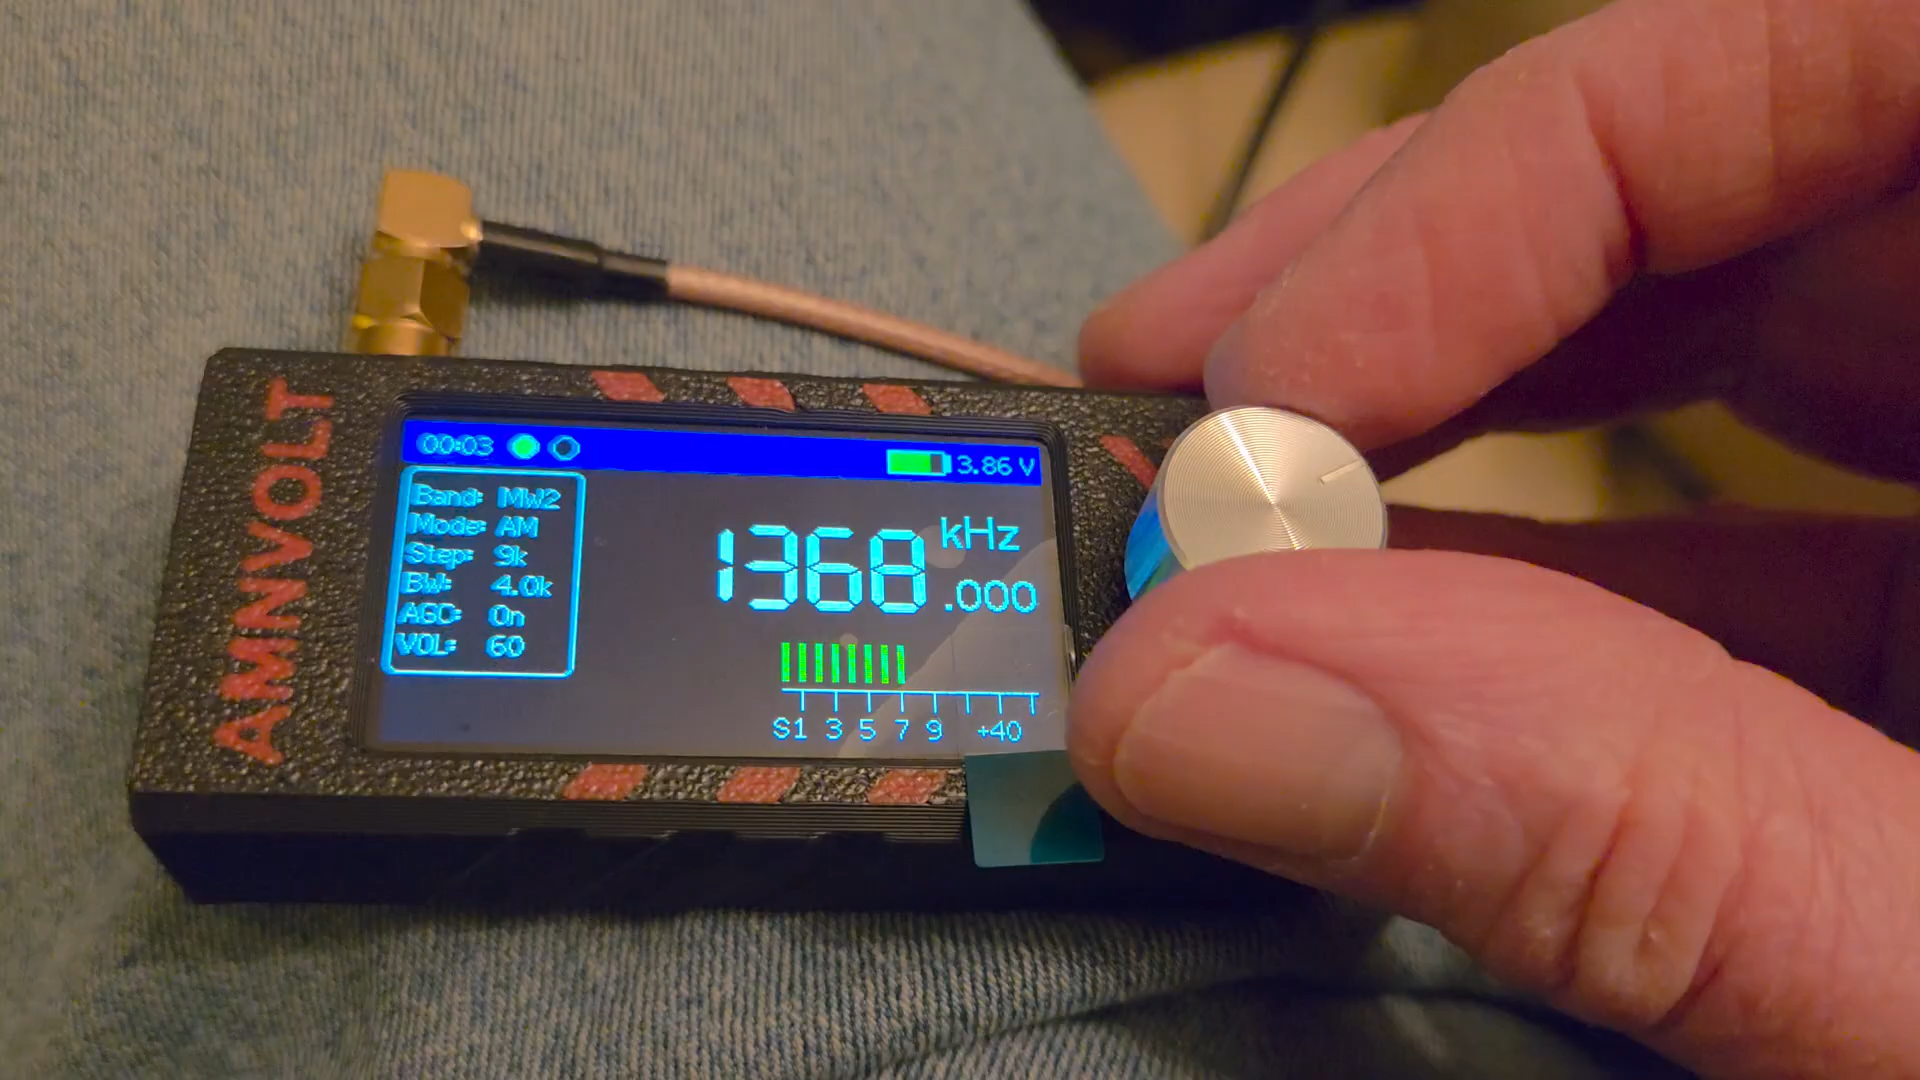 AMNVOLT
00:03
3.86 V
Band: MW2
Mode: AM
Step: 9k
BW: 4.0k
AGC: On
VOL: 60
1368 kHz
.000
S1 3 5 7 9 +40